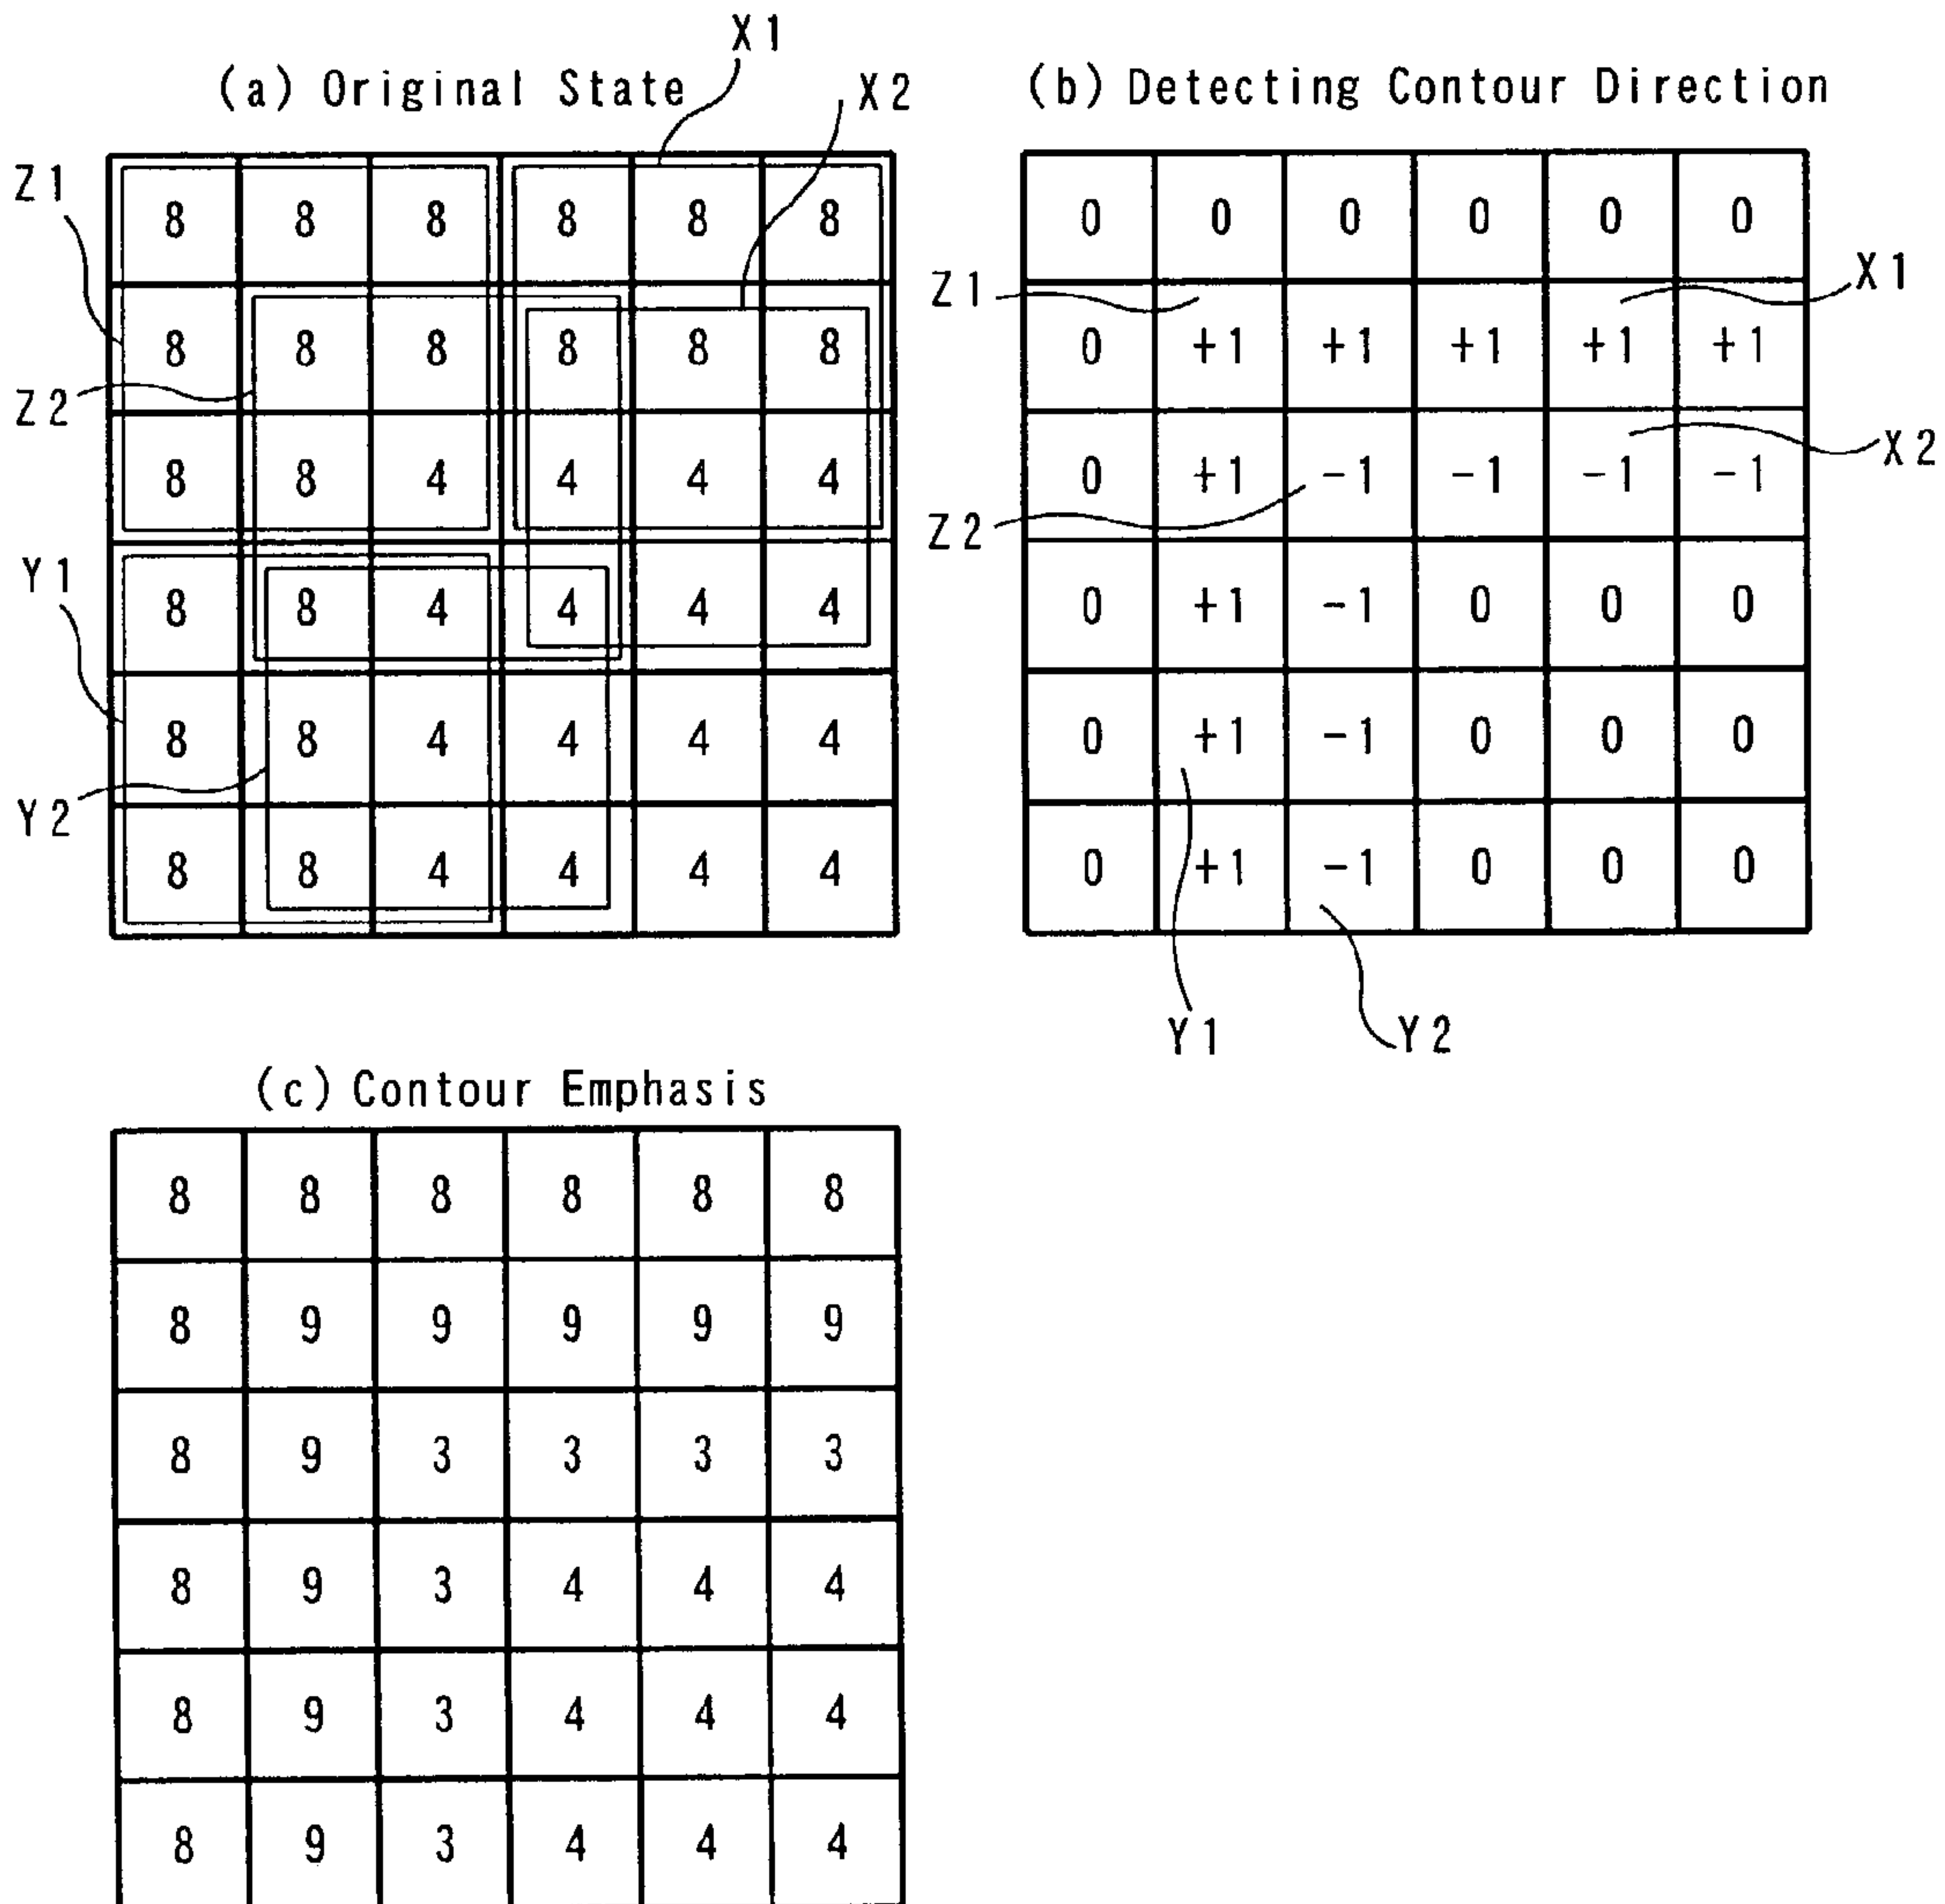 X1
(a) Original State
X2
Z1
8 8 8 8 8 8
8 8 8 8 8 8
Z2
8 8 4 4 4 4
Y1
8 8 4 4 4 4
8 8 4 4 4 4
Y2
8 8 4 4 4 4
(b) Detecting Contour Direction
0 0 0 0 0 0
Z1
X1
0 +1 +1 +1 +1 +1
X2
0 +1 -1 -1 -1 -1
Z2
0 +1 -1 0 0 0
0 +1 -1 0 0 0
0 +1 -1 0 0 0
Y1
Y2
(c) Contour Emphasis
8 8 8 8 8 8
8 9 9 9 9 9
8 9 3 3 3 3
8 9 3 4 4 4
8 9 3 4 4 4
8 9 3 4 4 4